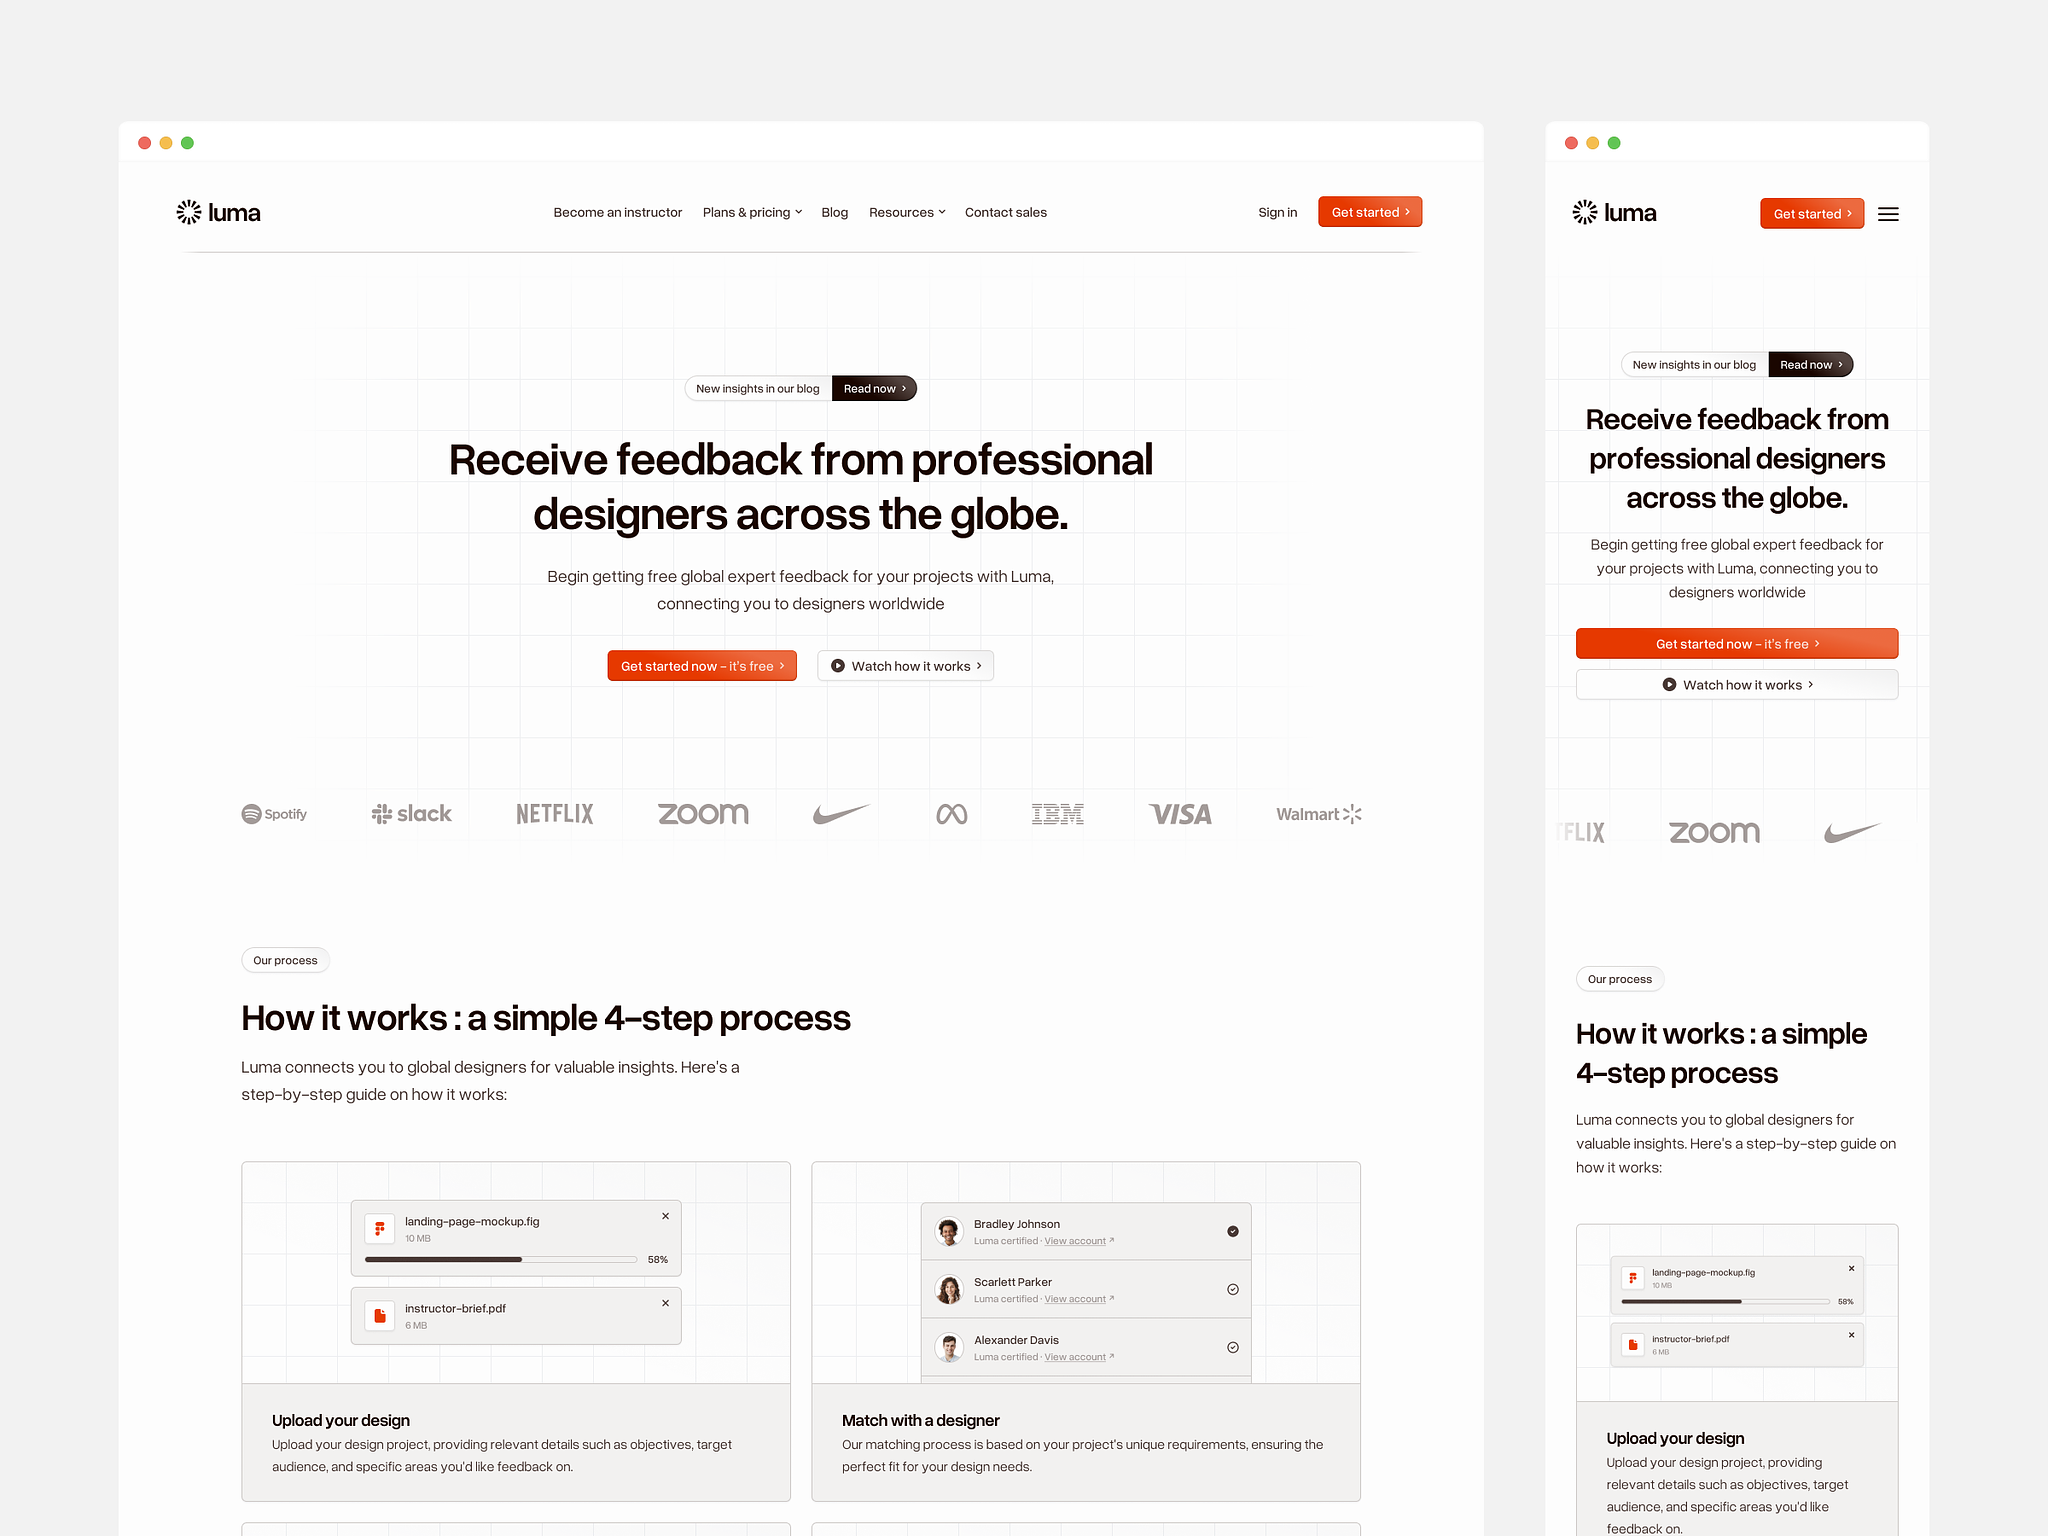 luma
Become an instructor
Plans & pricing
Blog
Resources
Contact sales
Sign in
Get started
New insights in our blog
Read now
Receive feedback from professional
designers across the globe.
Begin getting free global expert feedback for your projects with Luma,
connecting you to designers worldwide
Get started now – it's free
Watch how it works
Spotify
slack
NETFLIX
zoom
IBM
VISA
Walmart
Our process
How it works : a simple 4–step process
Luma connects you to global designers for valuable insights. Here's a
step–by–step guide on how it works:
landing-page-mockup.fig
10 MB
58%
instructor-brief.pdf
6 MB
Upload your design
Upload your design project, providing relevant details such as objectives, target
audience, and specific areas you'd like feedback on.
Bradley Johnson
Luma certified · View account
Scarlett Parker
Luma certified · View account
Alexander Davis
Luma certified · View account
Match with a designer
Our matching process is based on your project's unique requirements, ensuring the
perfect fit for your design needs.
luma
Get started
New insights in our blog
Read now
Receive feedback from
professional designers
across the globe.
Begin getting free global expert feedback for
your projects with Luma, connecting you to
designers worldwide
Get started now – it's free
Watch how it works
TFLIX
zoom
Our process
How it works : a simple
4–step process
Luma connects you to global designers for
valuable insights. Here's a step–by–step guide on
how it works:
landing-page-mockup.fig
10 MB
58%
instructor-brief.pdf
6 MB
Upload your design
Upload your design project, providing
relevant details such as objectives, target
audience, and specific areas you'd like
feedback on.